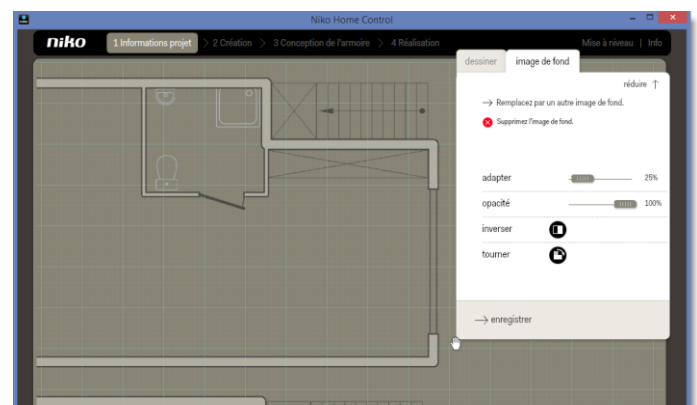 Niko Home Control
niko 1 Informations projet > 2 Création > 3 Conception de l'armoire > 4 Réalisation Mise à niveau | Info
dessiner image de fond
réduire ↑
→ Remplacez par un autre image de fond.
Supprimez l'image de fond.
adapter 25%
opacité 100%
inverser
tourner
→ enregistrer